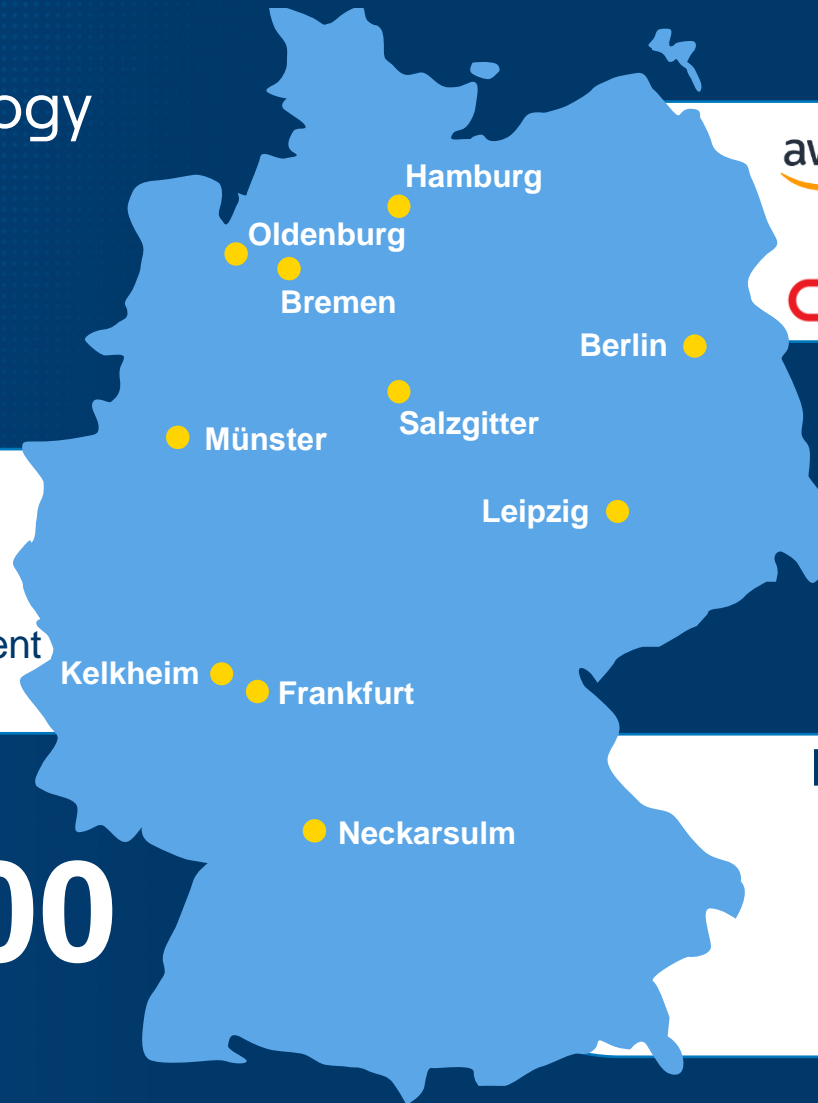 ogy
Hamburg
Oldenburg
Bremen
Berlin
Salzgitter
Münster
Leipzig
ent
Kelkheim
Frankfurt
Neckarsulm
00